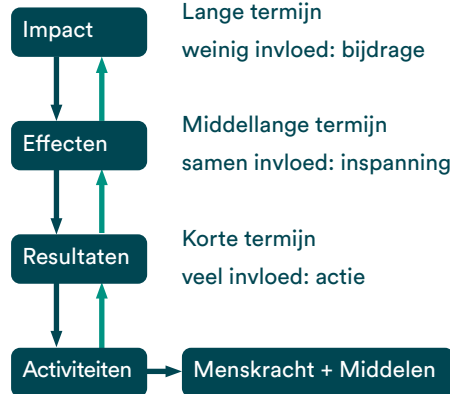 Impact
Lange termijn
weinig invloed: bijdrage
Effecten
Middellange termijn
samen invloed: inspanning
Resultaten
Korte termijn
veel invloed: actie
Activiteiten
Menskracht + Middelen